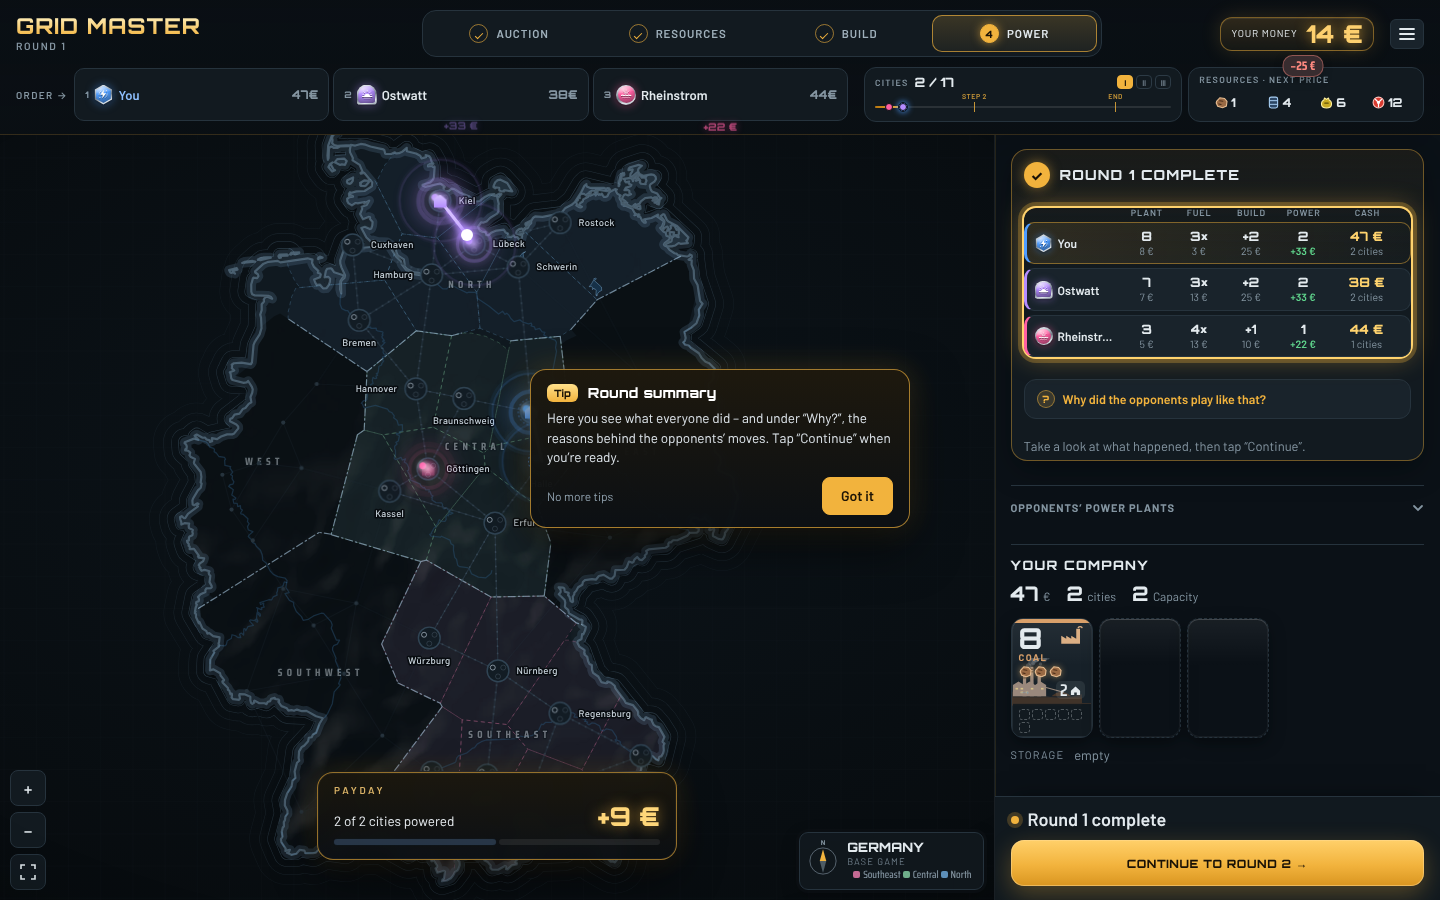 GRID MASTER
ROUND 1
AUCTION
RESOURCES
BUILD
4 POWER
YOUR MONEY 14 €
-25 €
ORDER →
1 You 47€
2 Ostwatt 38€
3 Rheinstrom 44€
+33 €
+22 €
CITIES 2 / 17
I II III
STEP 2
END
RESOURCES · NEXT PRICE
1 4 6 12
Kiel
Rostock
Cuxhaven
Lübeck
Hamburg
Schwerin
NORTH
Bremen
Hannover
Braunschweig
CENTRAL
WEST
Göttingen
Kassel
Erfur
Würzburg
Nürnberg
SOUTHWEST
Regensburg
SOUTHEAST
Tip Round summary
Here you see what everyone did – and under “Why?”, the
reasons behind the opponents’ moves. Tap “Continue” when
you’re ready.
No more tips
Got it
PAYDAY
2 of 2 cities powered
+9 €
+
−
N
GERMANY
BASE GAME
Southeast Central North
ROUND 1 COMPLETE
PLANT FUEL BUILD POWER CASH
You 8 3x +2 2 47 €
8 € 3 € 25 € +33 € 2 cities
Ostwatt 7 3x +2 2 38 €
7 € 13 € 25 € +33 € 2 cities
Rheinstr... 3 4x +1 1 44 €
5 € 13 € 10 € +22 € 1 cities
? Why did the opponents play like that?
Take a look at what happened, then tap “Continue”.
OPPONENTS’ POWER PLANTS
YOUR COMPANY
47 € 2 cities 2 Capacity
8
COAL
2
STORAGE empty
Round 1 complete
CONTINUE TO ROUND 2 →